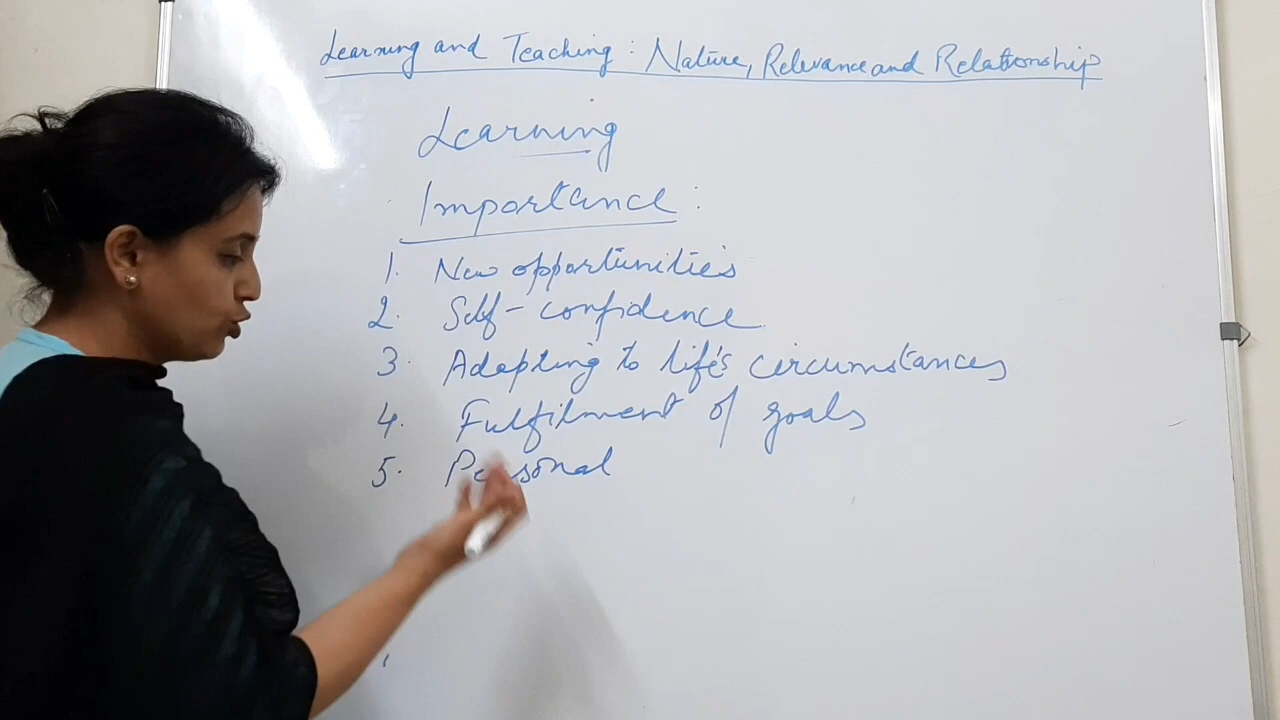 Learning and Teaching : Nature, Relevance and Relationship
Learning
Importance :
1. New opportunities
2. Self-confidence
3. Adapting to life's circumstances
4. Fulfilment of goals
5. Personal